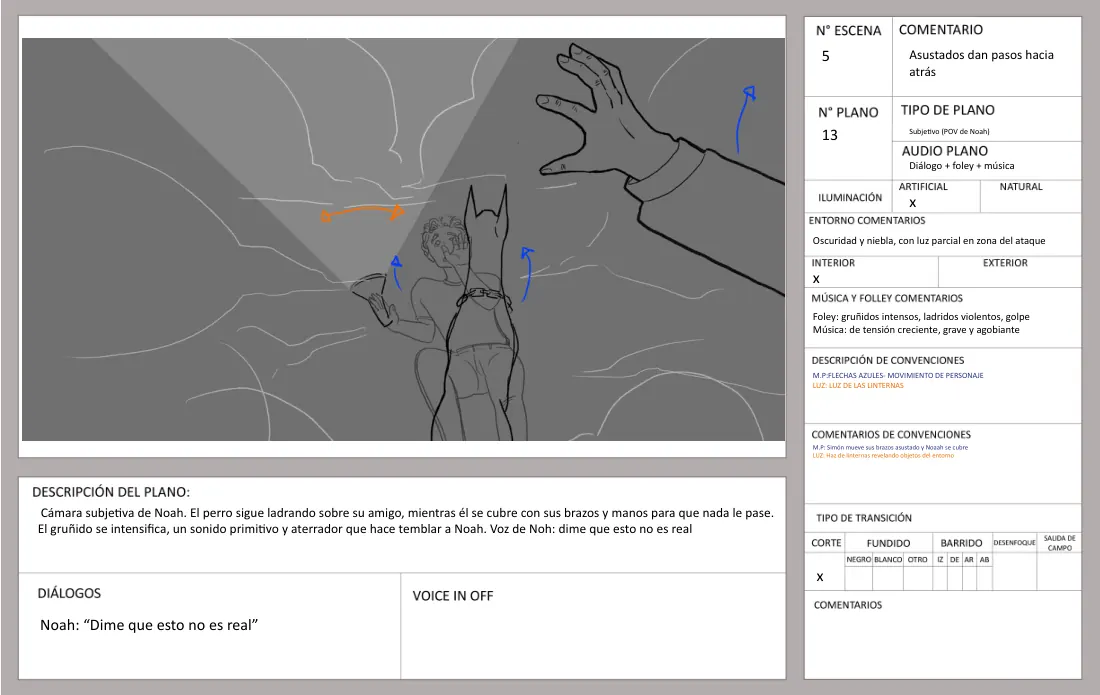 N° ESCENA
5
COMENTARIO
Asustados dan pasos hacia
atrás
N° PLANO
13
TIPO DE PLANO
Subjetivo (POV de Noah)
AUDIO PLANO
Diálogo + foley + música
ILUMINACIÓN
ARTIFICIAL
X
NATURAL
ENTORNO COMENTARIOS
Oscuridad y niebla, con luz parcial en zona del ataque
INTERIOR
X
EXTERIOR
MÚSICA Y FOLLEY COMENTARIOS
Foley: gruñidos intensos, ladridos violentos, golpe
Música: de tensión creciente, grave y agobiante
DESCRIPCIÓN DE CONVENCIONES
M.P:FLECHAS AZULES- MOVIMIENTO DE PERSONAJE
LUZ: LUZ DE LAS LINTERNAS
COMENTARIOS DE CONVENCIONES
M.P: Simón mueve sus brazos asustado y Noaah se cubre
LUZ: Haz de linternas revelando objetos del entorno
TIPO DE TRANSICIÓN
CORTE
X
FUNDIDO
NEGRO BLANCO OTRO
BARRIDO
IZ DE AR AB
DESENFOQUE
SALIDA DE
CAMPO
COMENTARIOS
DESCRIPCIÓN DEL PLANO:
Cámara subjetiva de Noah. El perro sigue ladrando sobre su amigo, mientras él se cubre con sus brazos y manos para que nada le pase.
El gruñido se intensifica, un sonido primitivo y aterrador que hace temblar a Noah. Voz de Noh: dime que esto no es real
DIÁLOGOS
Noah: “Dime que esto no es real”
VOICE IN OFF